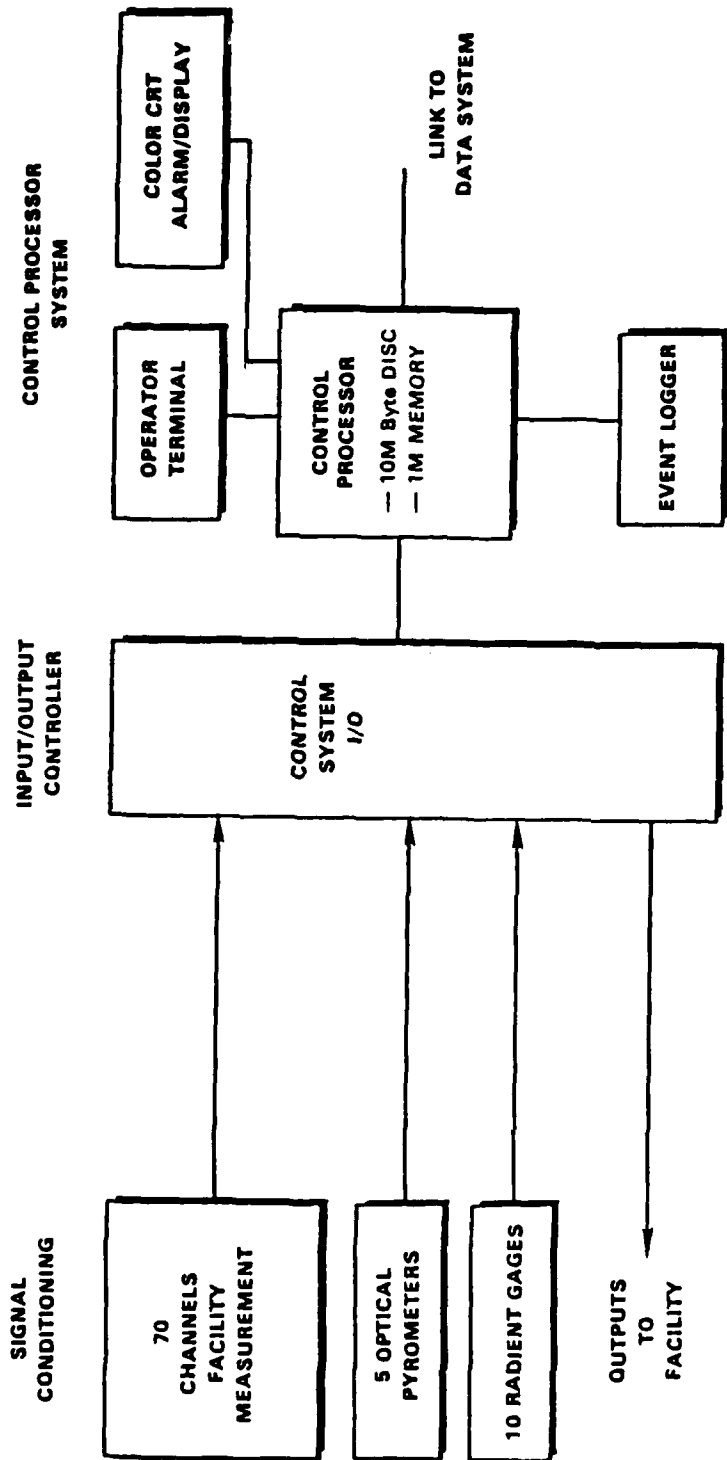 SIGNAL
CONDITIONING
INPUT/OUTPUT
CONTROLLER
CONTROL PROCESSOR
SYSTEM
70
CHANNELS
FACILITY
MEASUREMENT
5 OPTICAL
PYROMETERS
10 RADIENT GAGES
OUTPUTS
TO
FACILITY
CONTROL
SYSTEM
I/O
OPERATOR
TERMINAL
COLOR CRT
ALARM/DISPLAY
CONTROL
PROCESSOR
— 10M Byte DISC
— 1M MEMORY
LINK TO
DATA SYSTEM
EVENT LOGGER